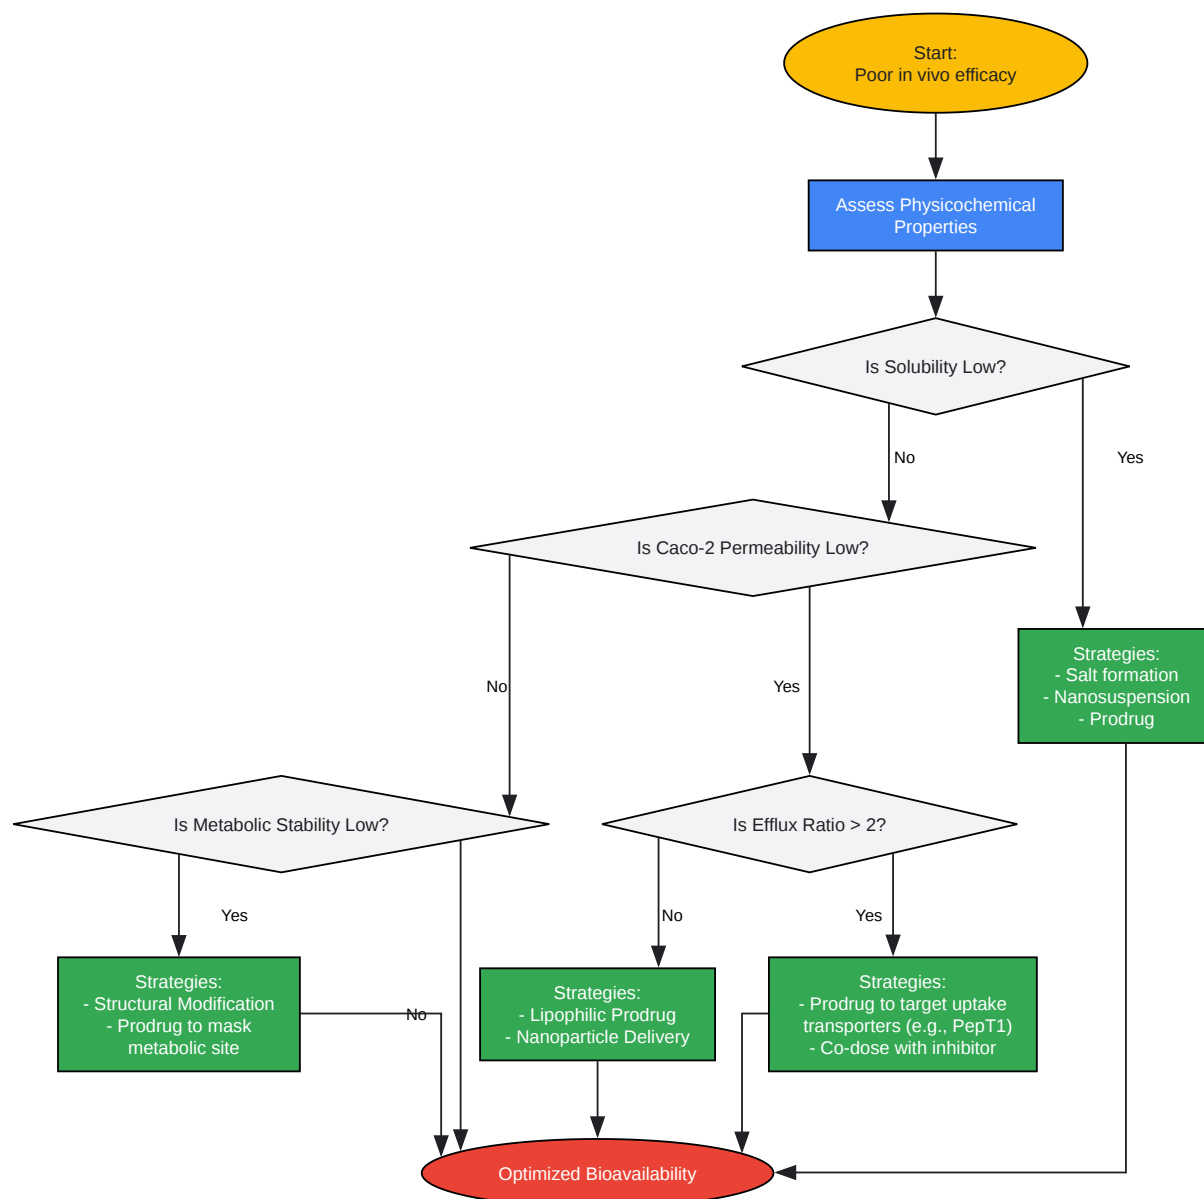 Start:
Poor in vivo efficacy
Assess Physicochemical
Properties
Is Solubility Low?
No
Yes
Is Caco-2 Permeability Low?
No
Yes
Strategies:
- Salt formation
- Nanosuspension
- Prodrug
Is Metabolic Stability Low?
Is Efflux Ratio > 2?
Yes
No
Yes
Strategies:
- Structural Modification
- Prodrug to mask
metabolic site
No
Strategies:
- Lipophilic Prodrug
- Nanoparticle Delivery
Strategies:
- Prodrug to target uptake
transporters (e.g., PepT1)
- Co-dose with inhibitor
Optimized Bioavailability